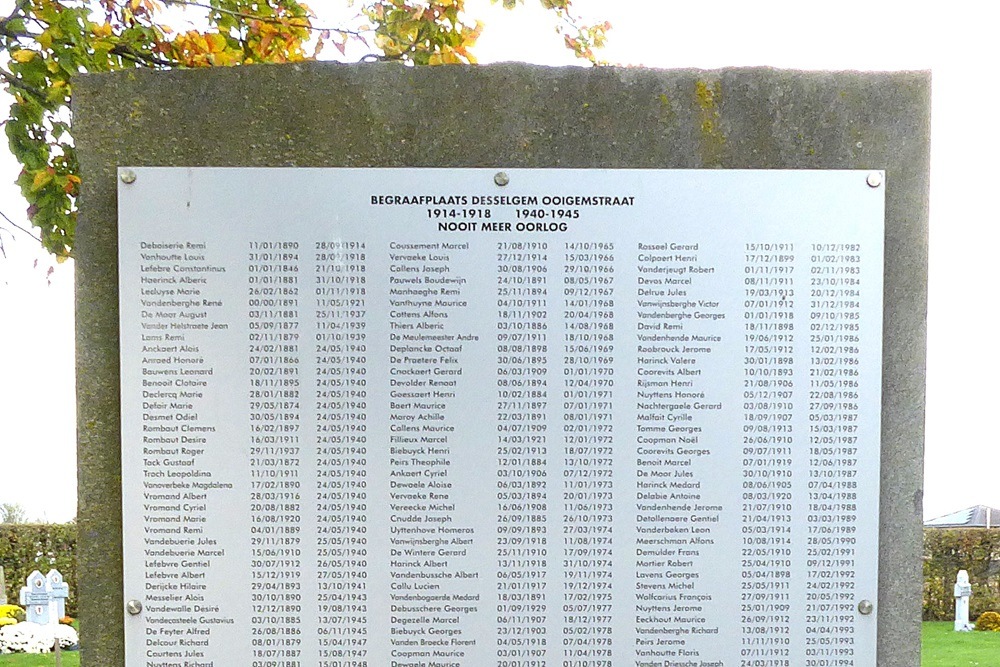 BEGRAAFPLAATS DESSELGEM OOIGEMSTRAAT
1914-1918 1940-1945
NOOIT MEER OORLOG
Debaiserie Remi 11/01/1890 28/09/1914
Vanhoutte Louis 31/01/1894 28/09/1918
Lefebre Constantinus 01/01/1846 21/10/1918
Haerinck Alberic 01/01/1881 31/10/1918
Lecluyse Marie 26/02/1862 01/11/1918
Vandenberghe René 00/00/1891 11/05/1921
De Moor August 03/11/1881 25/11/1937
Vander Helstraete Jean 05/09/1877 11/04/1939
Lams Remi 02/11/1879 01/10/1939
Anckaert Alois 24/02/1881 24/05/1940
Anraed Honoré 07/01/1866 24/05/1940
Bauwens Leonard 20/02/1891 24/05/1940
Benoit Clotaire 18/11/1895 24/05/1940
Declercq Marie 28/01/1882 24/05/1940
Defoir Marie 29/05/1874 24/05/1940
Desmet Odiel 30/05/1894 24/05/1940
Rombaut Clemens 16/02/1897 24/05/1940
Rombaut Desire 16/03/1911 24/05/1940
Rombaut Roger 29/11/1937 24/05/1940
Tack Gustaaf 21/03/1872 24/05/1940
Trach Leopoldina 11/10/1911 24/05/1940
Vanoverbeke Magdalena 17/02/1890 24/05/1940
Vromand Albert 28/03/1916 24/05/1940
Vromand Cyriel 20/08/1882 24/05/1940
Vromand Marie 16/08/1920 24/05/1940
Vromand Remi 04/01/1889 24/05/1940
Vandebuerie Jules 29/11/1879 25/05/1940
Vandebuerie Marcel 15/06/1910 25/05/1940
Lefebvre Gentiel 30/07/1912 26/05/1940
Lefebvre Albert 15/12/1919 27/05/1940
Derijcke Hilaire 29/04/1893 13/10/1941
Messelier Alois 30/10/1890 25/04/1943
Vandewalle Désiré 12/12/1890 19/08/1943
Vandecasteele Gustavus 03/10/1885 13/07/1945
De Feyter Alfred 26/08/1886 06/11/1945
Delcour Richard 08/01/1879 15/04/1947
Courtens Jules 18/07/1887 15/08/1947
Nuttens Richard 03/09/1881 15/01/1948
Coussement Marcel 21/08/1910 14/10/1965
Vervaeke Louis 27/12/1914 15/03/1966
Callens Joseph 30/08/1906 29/10/1966
Pauwels Boudewijn 24/10/1891 08/05/1967
Manhaeghe Remi 25/11/1894 09/12/1967
Vanthuyne Maurice 04/10/1911 14/01/1968
Cottens Alfons 18/11/1902 20/04/1968
Thiers Alberic 03/10/1886 14/08/1968
De Meulemeester Andre 09/07/1911 18/10/1968
Deplancke Octaaf 08/08/1898 15/06/1969
De Praetere Felix 30/06/1895 28/10/1969
Cnockaert Gerard 06/03/1909 01/01/1970
Devolder Renaat 08/06/1894 12/04/1970
Goessaert Henri 10/02/1884 01/01/1971
Baert Maurice 27/11/1897 07/01/1971
Maroy Achille 22/03/1891 08/01/1971
Callens Maurice 04/07/1909 02/01/1972
Fillieux Marcel 14/03/1921 12/01/1972
Biebuyck Henri 25/02/1913 18/07/1972
Peirs Theophile 12/01/1884 13/10/1972
Ankaert Cyriel 03/10/1906 07/12/1972
Dewaele Aloise 06/03/1892 11/01/1973
Vervaeke Rene 05/03/1894 20/01/1973
Vereecke Michel 16/06/1908 11/06/1973
Cnudde Joseph 26/09/1885 26/10/1973
Uyttenhove Homeros 09/09/1893 27/03/1974
Vanwijnsberghe Albert 23/09/1918 11/08/1974
De Wintere Gerard 25/11/1910 17/09/1974
Harinck Albert 13/11/1918 31/10/1974
Vandenbussche Albert 06/05/1917 19/11/1974
Callu Lucien 21/01/1917 19/12/1974
Vandenbogaerde Medard 18/03/1891 17/02/1975
Debusschere Georges 01/09/1929 05/07/1977
Degezelle Marcel 06/11/1907 18/12/1977
Biebuyck Georges 23/12/1903 05/02/1978
Vanden Broecke Florent 04/05/1918 07/04/1978
Coopman Maurice 03/01/1907 11/04/1978
Dewaele Maurice 20/01/1912 01/10/1978
Rosseel Gerard 15/10/1911 10/12/1982
Colpaert Henri 17/12/1899 01/02/1983
Vanderjeugt Robert 01/11/1917 02/11/1983
Devos Marcel 08/11/1911 23/10/1984
Delrue Jules 19/03/1913 20/12/1984
Vanwijnsberghe Victor 07/01/1912 31/12/1984
Vandenberghe Georges 01/01/1918 09/10/1985
David Remi 18/11/1898 02/12/1985
Vandenhende Maurice 19/06/1912 25/01/1986
Raobrouck Jerome 17/05/1912 12/02/1986
Harinck Valere 30/01/1898 13/02/1986
Coorevits Albert 10/10/1893 21/02/1986
Rijsman Henri 21/08/1906 11/05/1986
Nuyttens Honoré 05/12/1907 22/08/1986
Nachtergaele Gerard 03/08/1910 27/09/1986
Malfait Cyrille 18/09/1907 05/03/1987
Tomme Georges 09/08/1913 15/03/1987
Coopman Noël 26/06/1910 12/05/1987
Coorevits Georges 09/07/1911 18/05/1987
Benoit Marcel 07/01/1919 12/06/1987
De Moor Jules 30/10/1910 13/10/1987
Harinck Medard 08/06/1905 07/04/1988
Delabie Antoine 08/03/1920 13/04/1988
Vandenhende Jerome 21/07/1910 18/04/1988
Detollenaere Gentiel 21/04/1913 03/03/1989
Vanderbeken Leon 05/03/1914 17/06/1989
Meerschman Alfons 10/08/1914 28/05/1990
Demulder Frans 22/05/1910 25/02/1991
Mortier Robert 25/04/1910 09/12/1991
Lavens Georges 05/04/1898 17/02/1992
Stevens Michel 25/05/1911 24/02/1992
Wolfcarius François 27/11/1909 20/05/1992
Nuyttens Jerome 25/01/1909 21/07/1992
Eeckhout Maurice 26/09/1912 23/11/1992
Vandenberghe Richard 13/08/1912 04/04/1993
Peirs Jerome 11/11/1910 25/05/1993
Vanhoutte Floris 07/11/1912 03/11/1993
Vanden Driessche Joseph 24/03/1918 30/11/1994